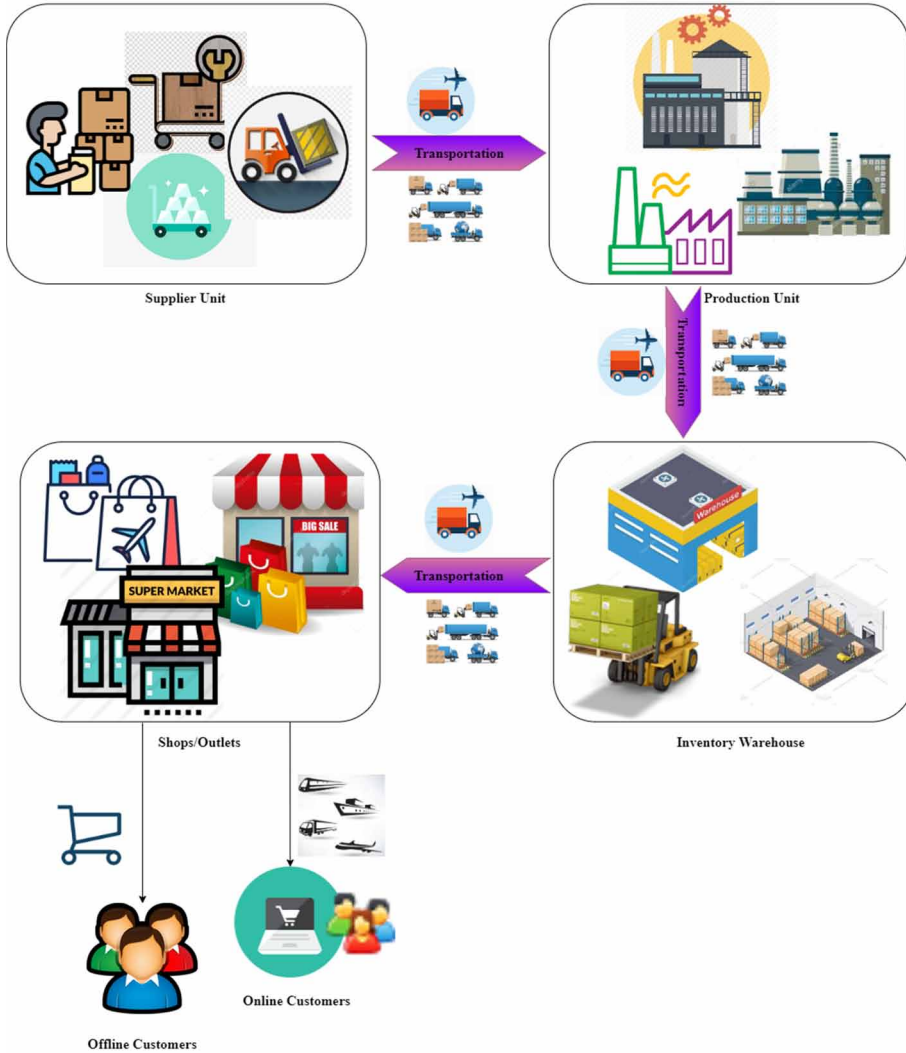 Transportation
Supplier Unit
Production Unit
Transportation
Warehouse
BIG SALE
SUPER MARKET
Transportation
Shops/Outlets
Inventory Warehouse
Online Customers
Offline Customers